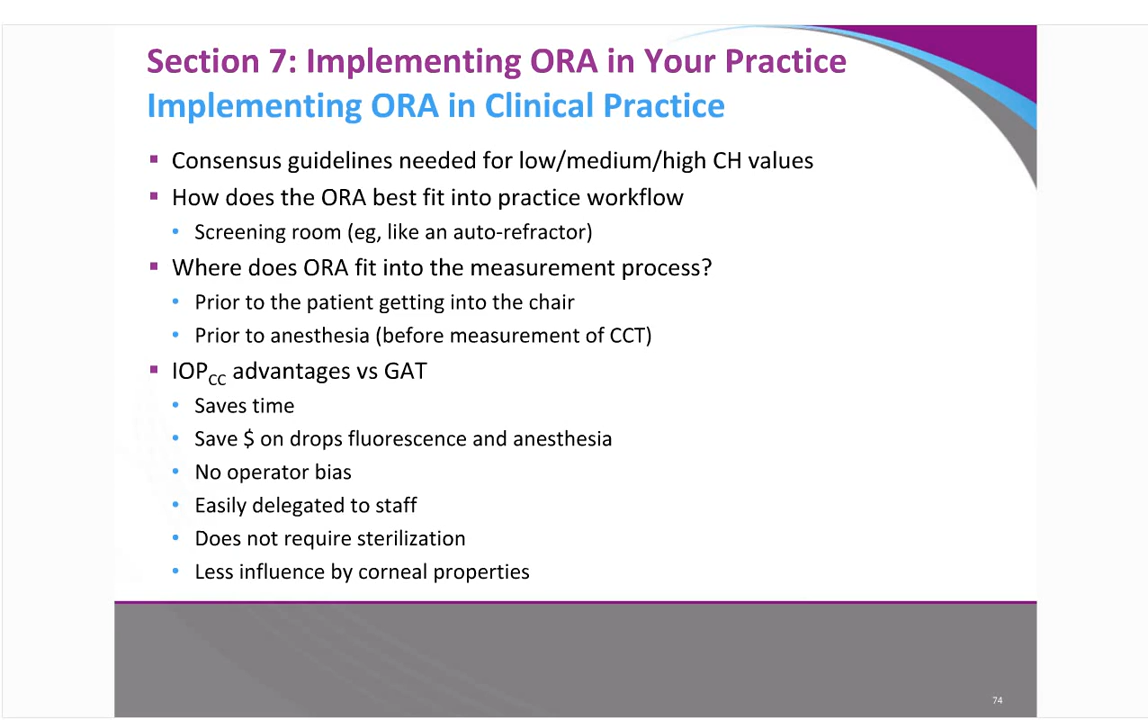 Section 7: Implementing ORA in Your Practice
Implementing ORA in Clinical Practice
▪ Consensus guidelines needed for low/medium/high CH values
▪ How does the ORA best fit into practice workflow
• Screening room (eg, like an auto-refractor)
▪ Where does ORA fit into the measurement process?
• Prior to the patient getting into the chair
• Prior to anesthesia (before measurement of CCT)
▪ IOPCC advantages vs GAT
• Saves time
• Save $ on drops fluorescence and anesthesia
• No operator bias
• Easily delegated to staff
• Does not require sterilization
• Less influence by corneal properties
74